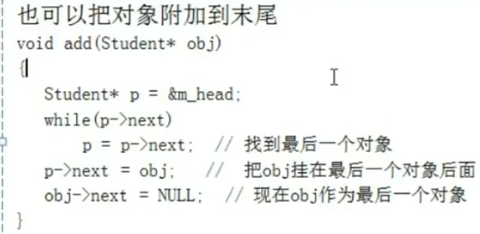 也可以把对象附加到末尾
void add(Student* obj)
{
Student* p = &m_head;
while(p->next)
p = p->next; // 找到最后一个对象
p->next = obj; // 把obj挂在最后一个对象后面
obj->next = NULL; // 现在obj作为最后一个对象
}